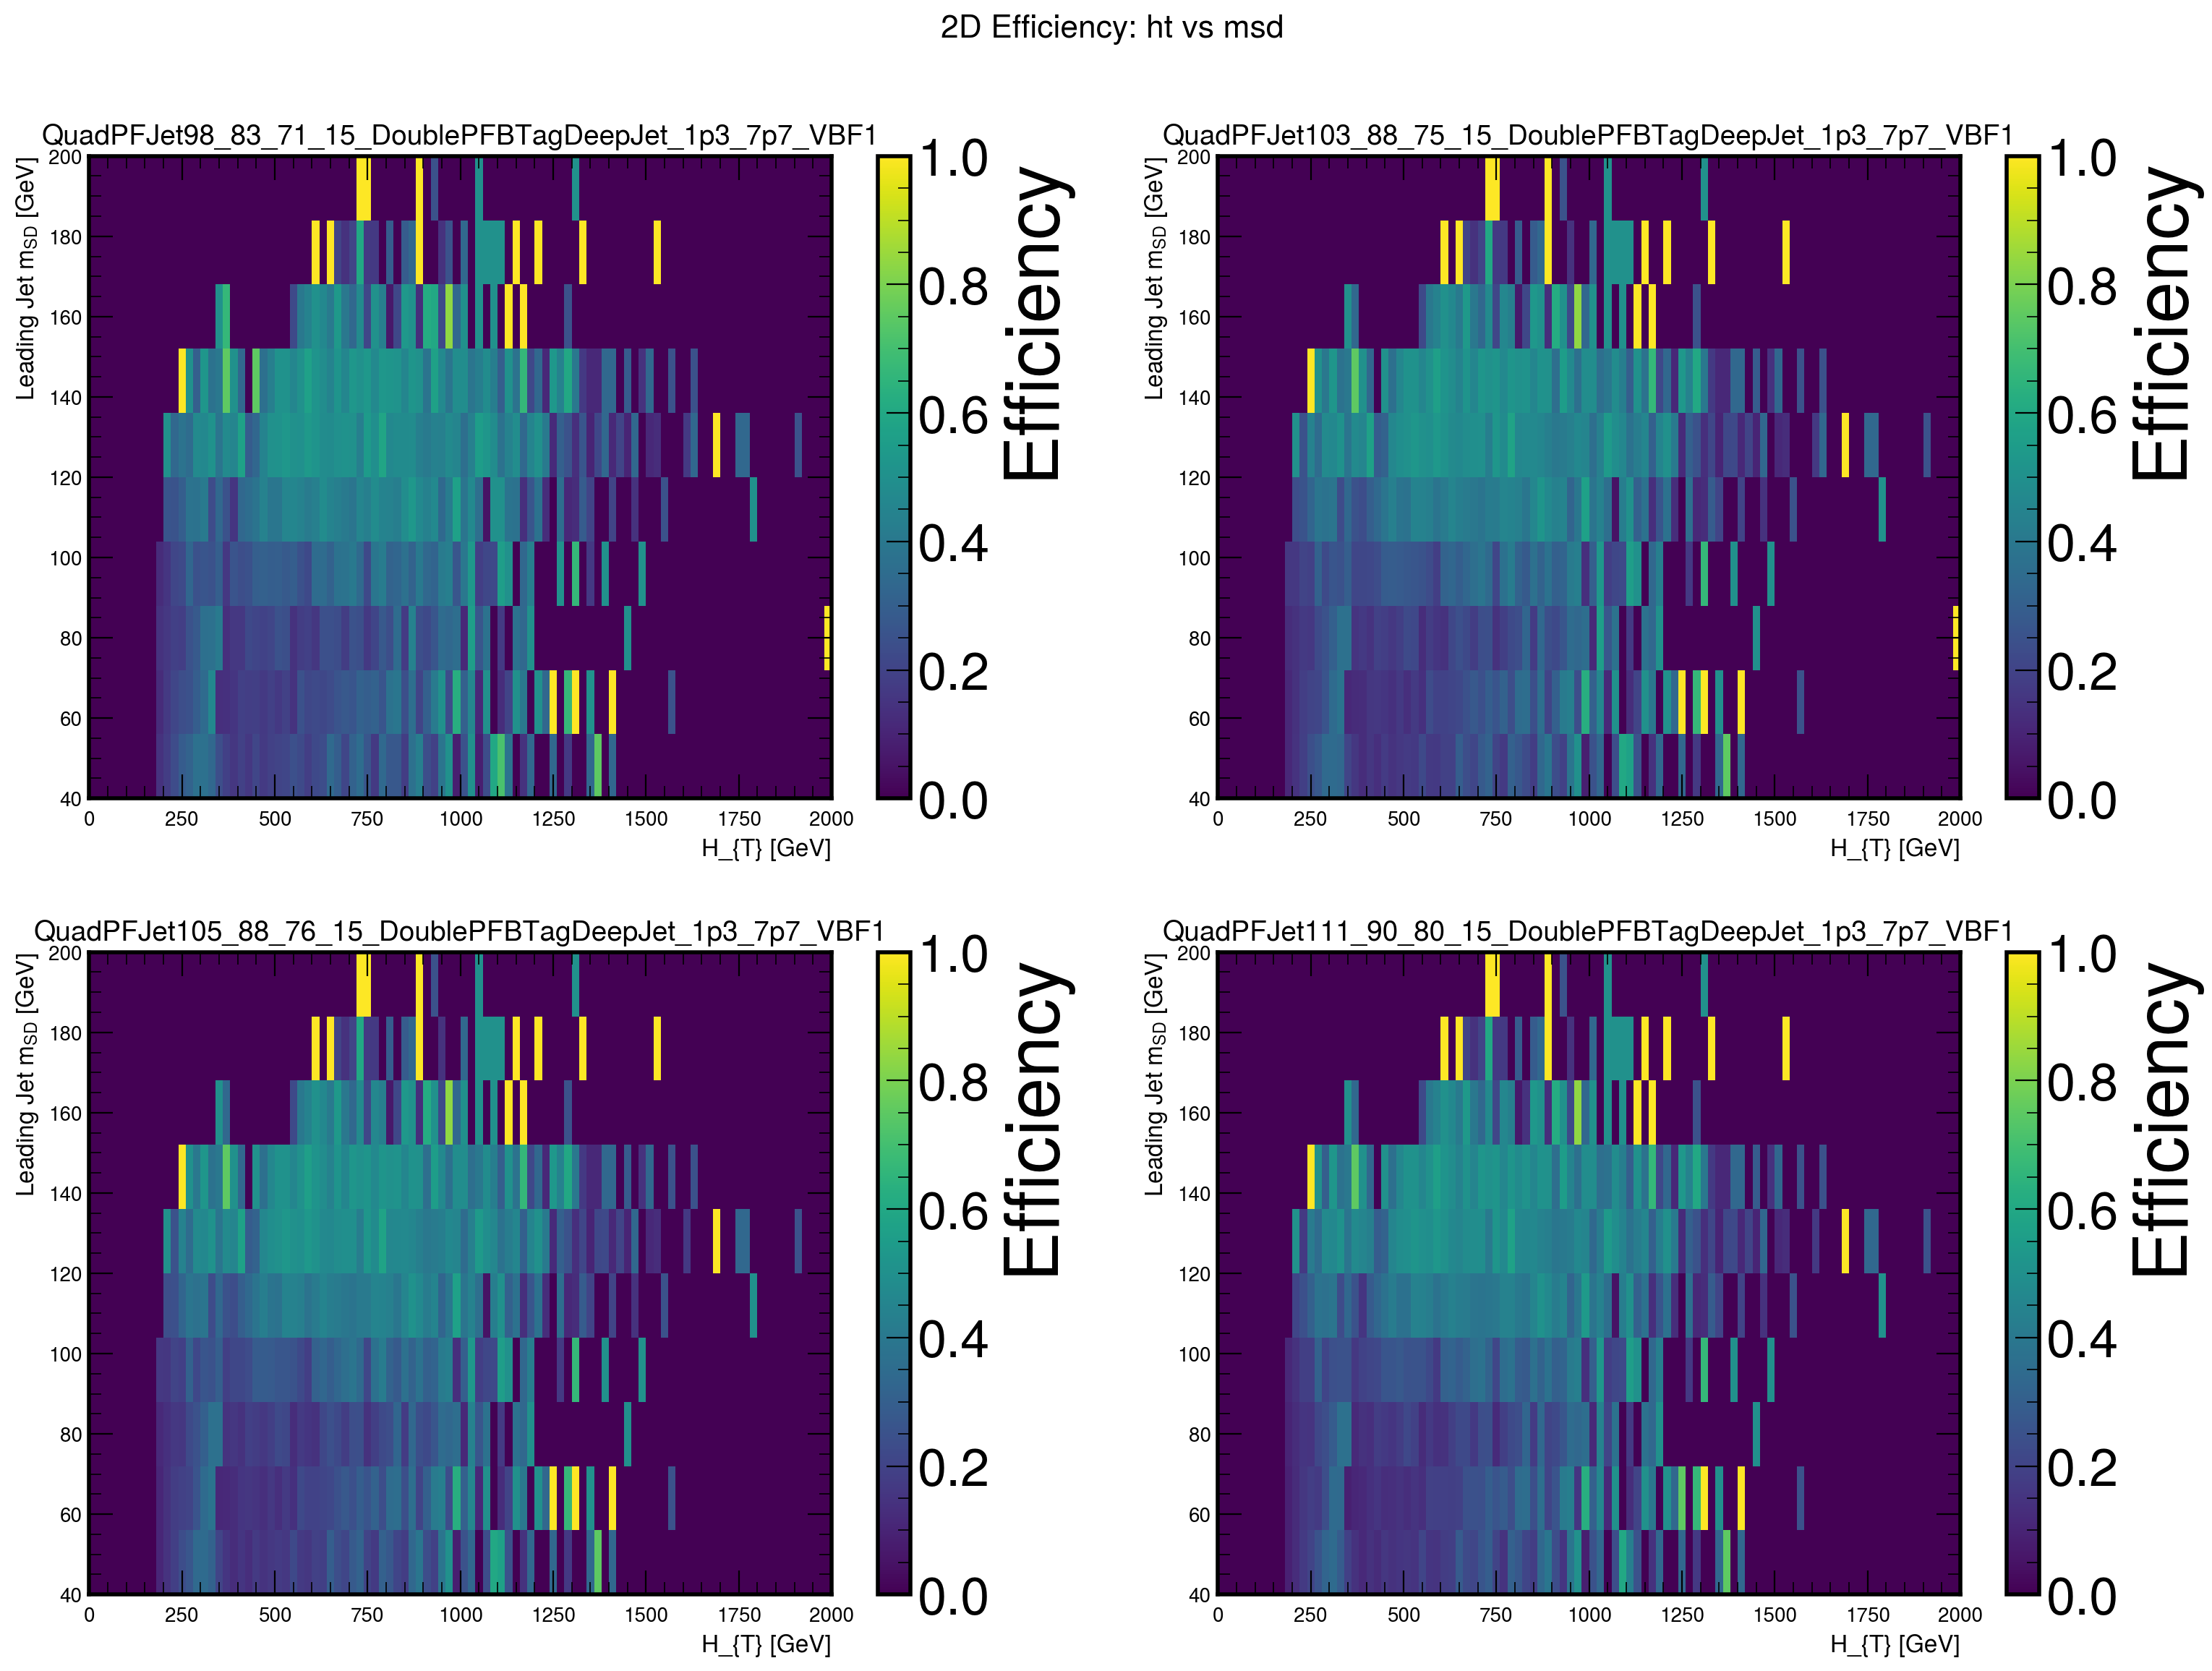 2D Efficiency: ht vs msd
QuadPFJet98_83_71_15_DoublePFBTagDeepJet_1p3_7p7_VBF1
Leading Jet m_SD [GeV]
200
180
160
140
120
100
80
60
40
0 250 500 750 1000 1250 1500 1750 2000
H_{T} [GeV]
1.0
0.8
0.6
0.4
0.2
0.0
Efficiency
QuadPFJet103_88_75_15_DoublePFBTagDeepJet_1p3_7p7_VBF1
Leading Jet m_SD [GeV]
200
180
160
140
120
100
80
60
40
0 250 500 750 1000 1250 1500 1750 2000
H_{T} [GeV]
1.0
0.8
0.6
0.4
0.2
0.0
Efficiency
QuadPFJet105_88_76_15_DoublePFBTagDeepJet_1p3_7p7_VBF1
Leading Jet m_SD [GeV]
200
180
160
140
120
100
80
60
40
0 250 500 750 1000 1250 1500 1750 2000
H_{T} [GeV]
1.0
0.8
0.6
0.4
0.2
0.0
Efficiency
QuadPFJet111_90_80_15_DoublePFBTagDeepJet_1p3_7p7_VBF1
Leading Jet m_SD [GeV]
200
180
160
140
120
100
80
60
40
0 250 500 750 1000 1250 1500 1750 2000
H_{T} [GeV]
1.0
0.8
0.6
0.4
0.2
0.0
Efficiency